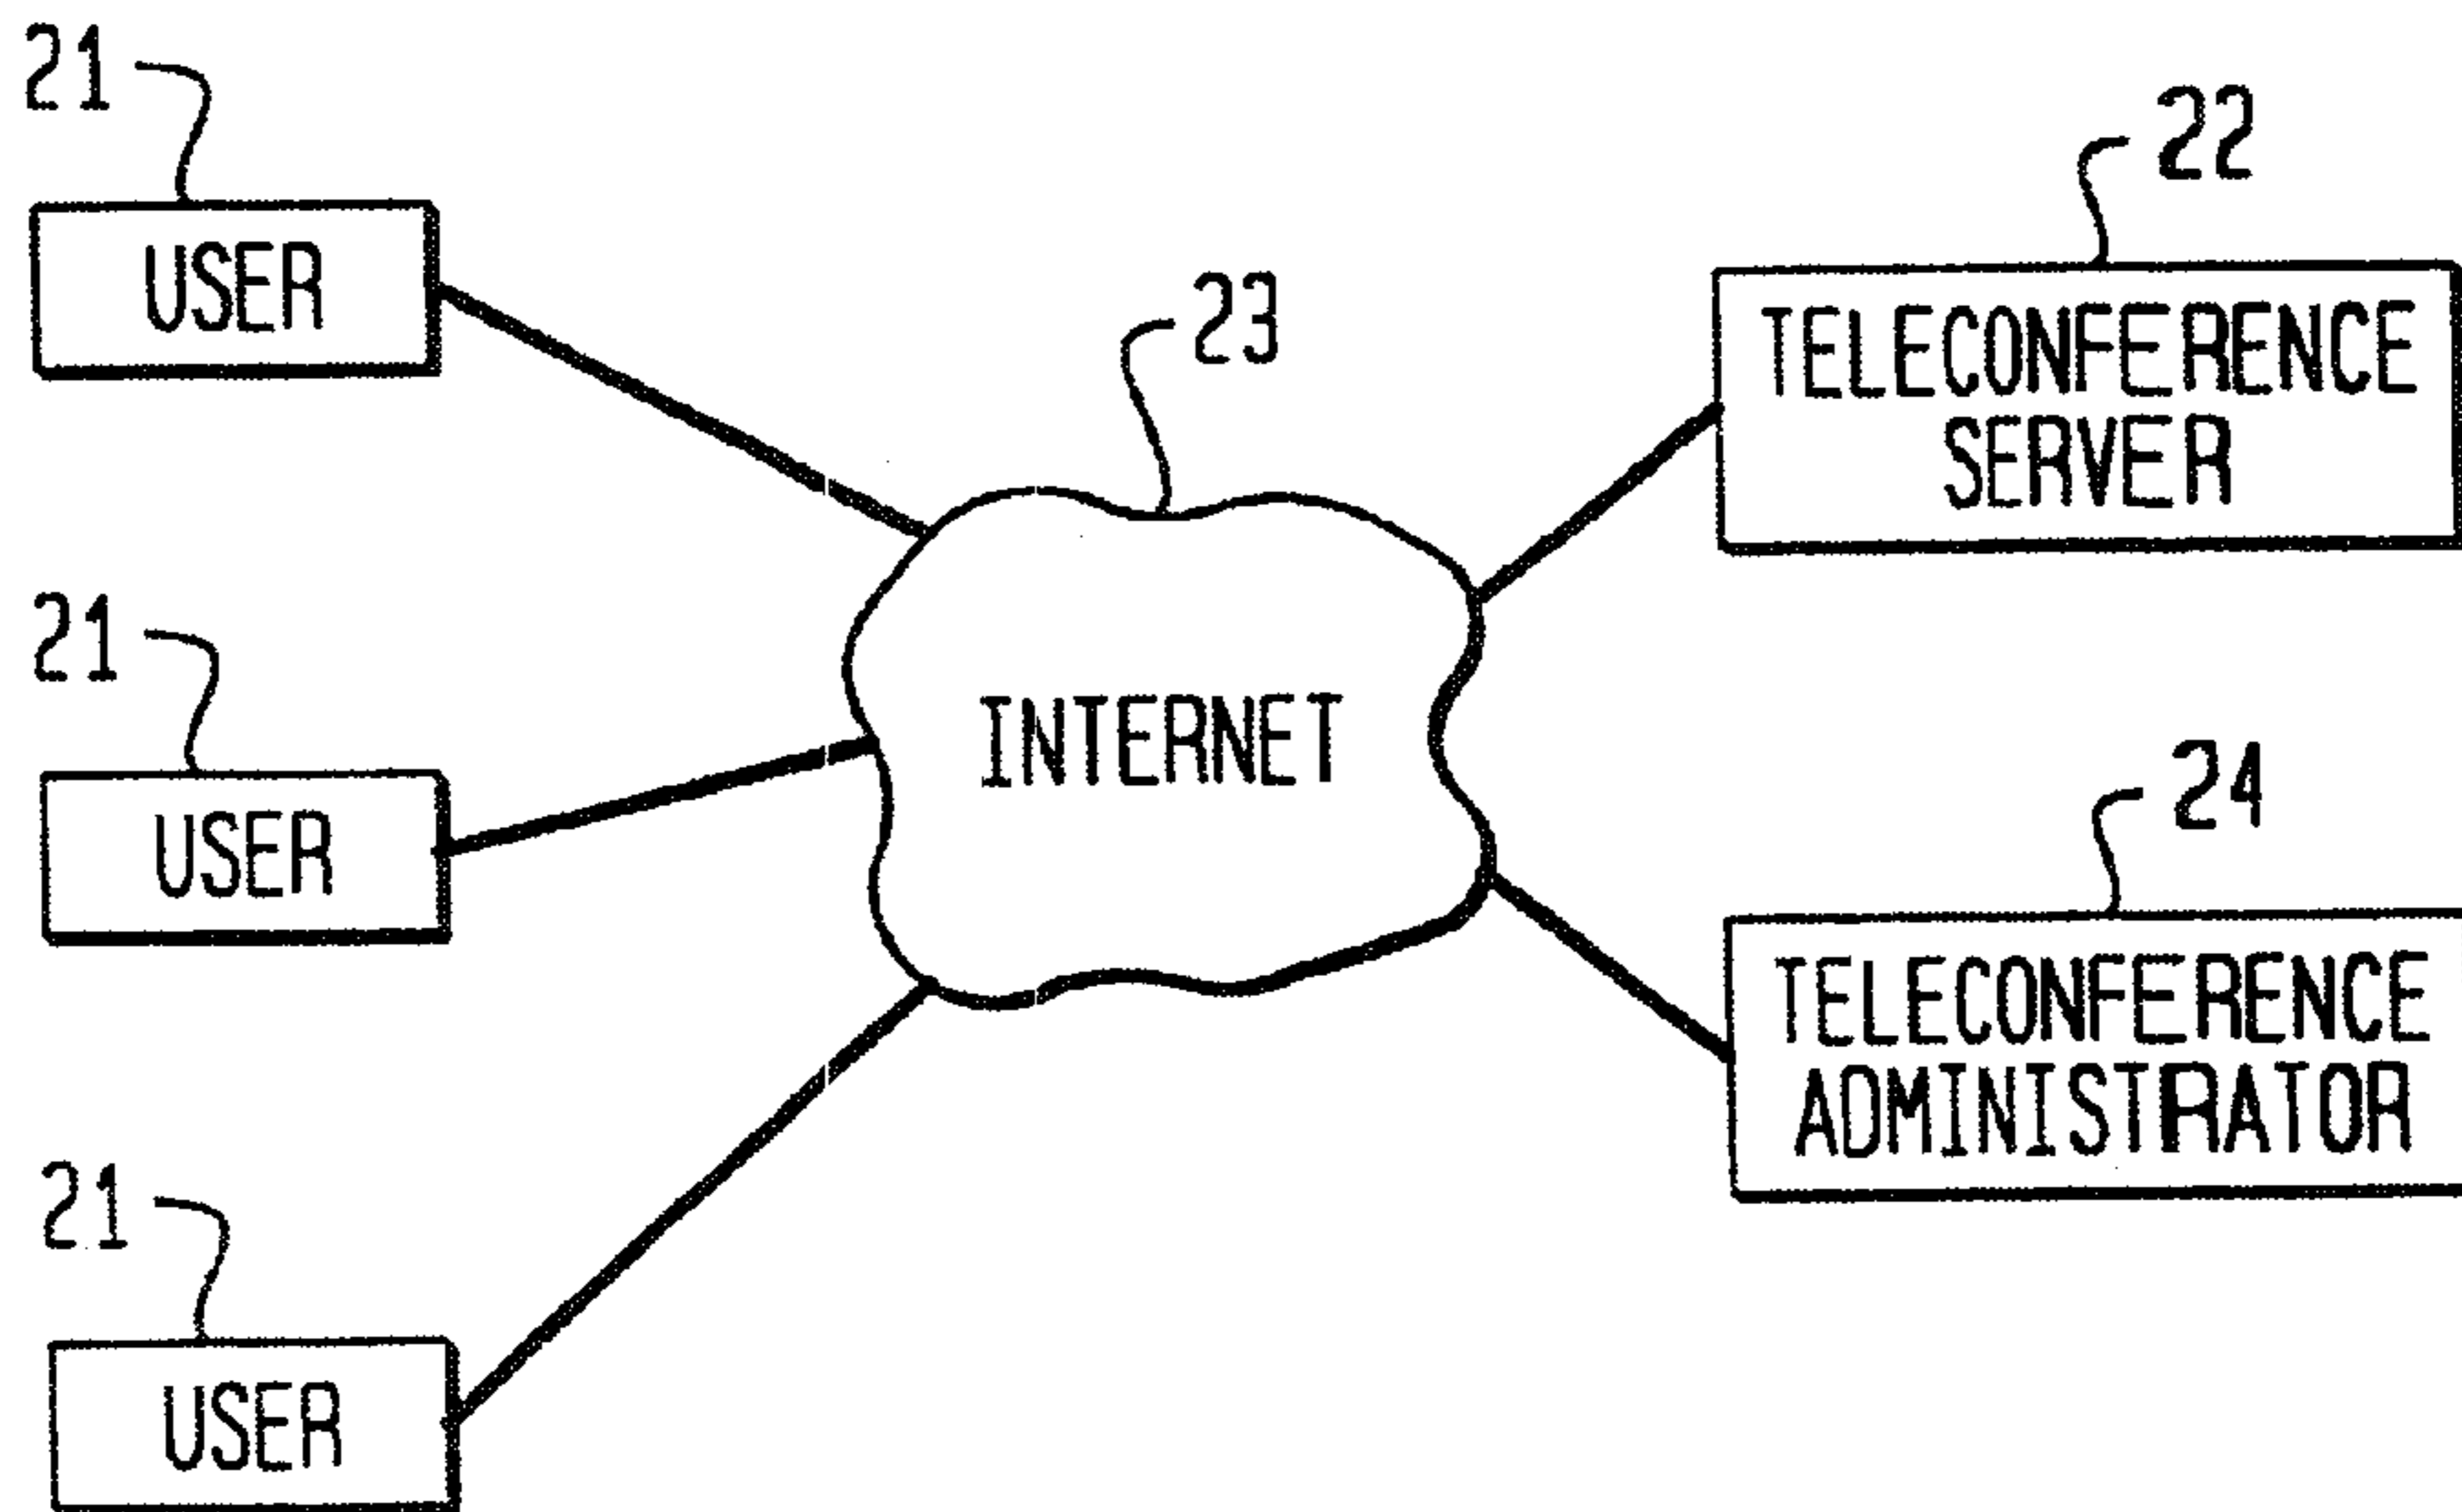 21
USER
22
TELECONFERENCE
SERVER
23
INTERNET
21
USER
24
TELECONFERENCE
ADMINISTRATOR
21
USER